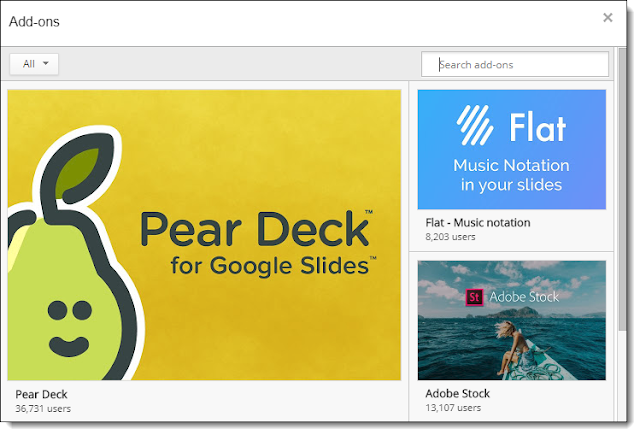 Add-ons
All
Search add-ons
Pear Deck™
for Google Slides™
Pear Deck
36,731 users
Flat
Music Notation
in your slides
Flat - Music notation
8,203 users
St Adobe Stock
Adobe Stock
13,107 users